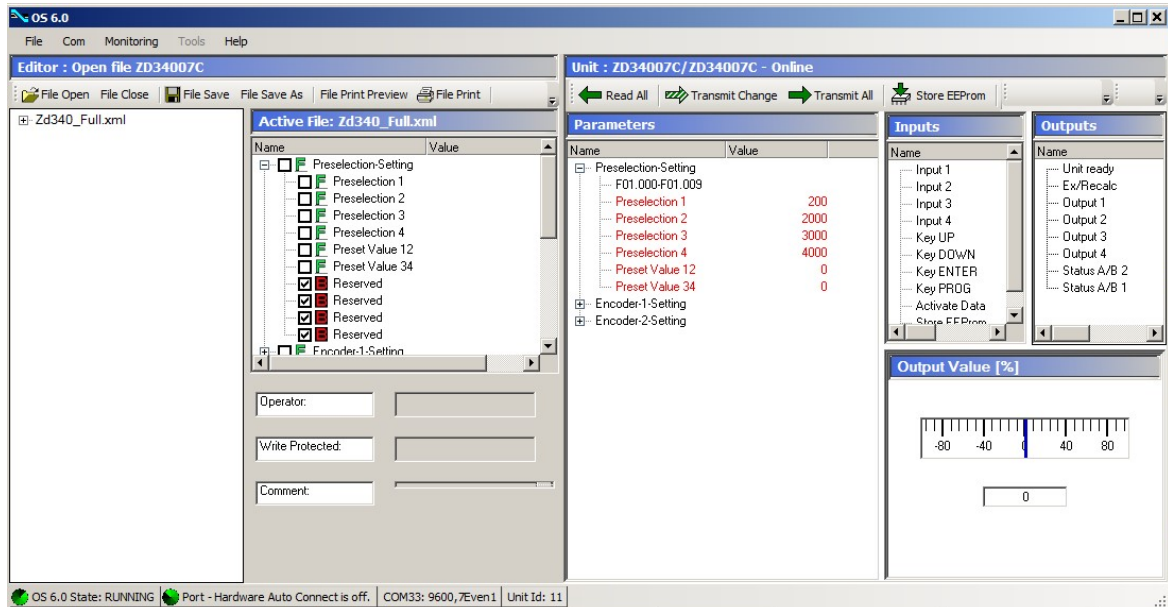 OS 6.0
File Com Monitoring Tools Help
Editor : Open file ZD34007C
File Open File Close File Save File Save As File Print Preview File Print
Zd340_Full.xml
Active File: Zd340_Full.xml
Name Value
Preselection-Setting
Preselection 1
Preselection 2
Preselection 3
Preselection 4
Preset Value 12
Preset Value 34
Reserved
Reserved
Reserved
Reserved
Encoder-1-Setting
Operator:
Write Protected:
Comment:
Unit : ZD34007C/ZD34007C - Online
Read All Transmit Change Transmit All Store EEProm
Parameters
Name Value
Preselection-Setting
F01.000-F01.009
Preselection 1 200
Preselection 2 2000
Preselection 3 3000
Preselection 4 4000
Preset Value 12 0
Preset Value 34 0
Encoder-1-Setting
Encoder-2-Setting
Inputs
Name
Input 1
Input 2
Input 3
Input 4
Key UP
Key DOWN
Key ENTER
Key PROG
Activate Data
Store EEProm
Outputs
Name
Unit ready
Ex/Recalc
Output 1
Output 2
Output 3
Output 4
Status A/B 2
Status A/B 1
Output Value [%]
-80 -40 0 40 80
0
OS 6.0 State: RUNNING Port - Hardware Auto Connect is off. COM33: 9600,7Even1 Unit Id: 11